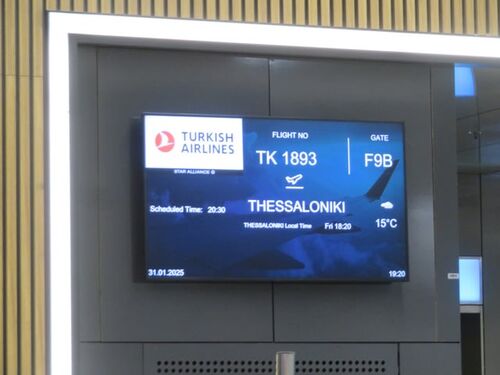 TURKISH AIRLINES
STAR ALLIANCE
FLIGHT NO
TK 1893
GATE
F9B
THESSALONIKI
Scheduled Time: 20:30
THESSALONIKI Local Time Fri 18:20
15°C
31.01.2025
19:20